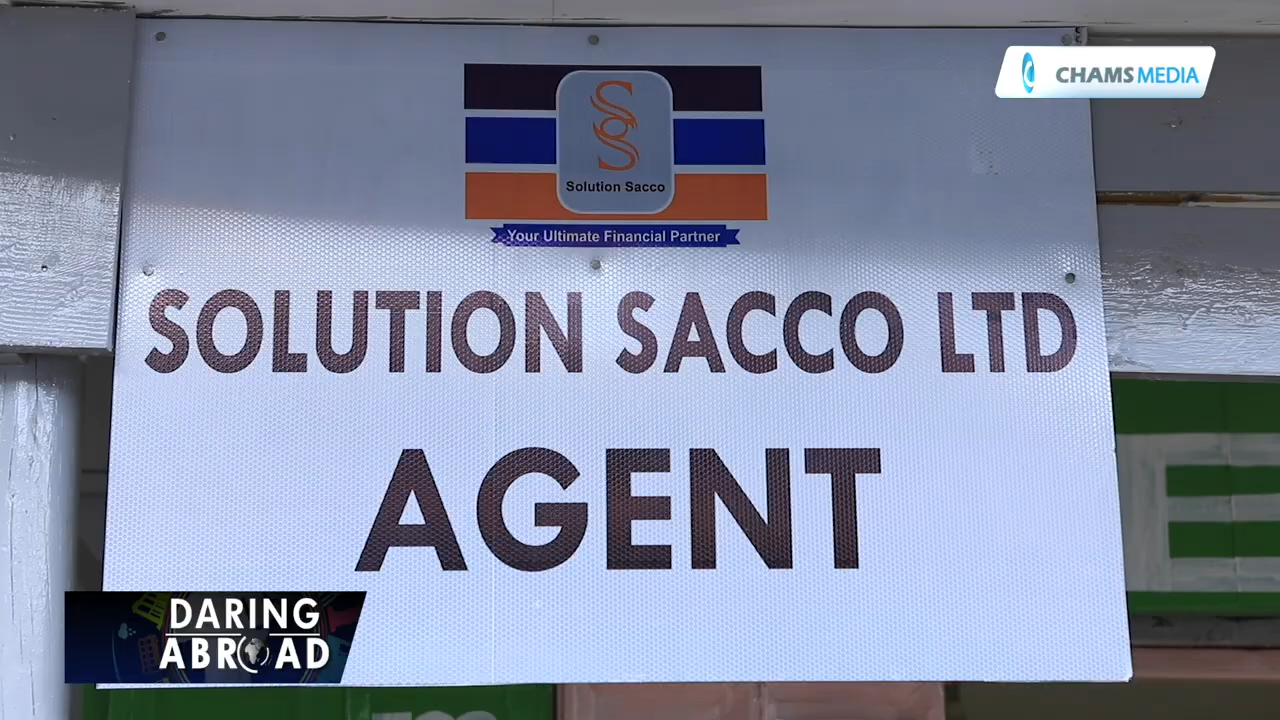 CHAMS MEDIA
Solution Sacco
Your Ultimate Financial Partner
SOLUTION SACCO LTD
AGENT
DARING
ABROAD